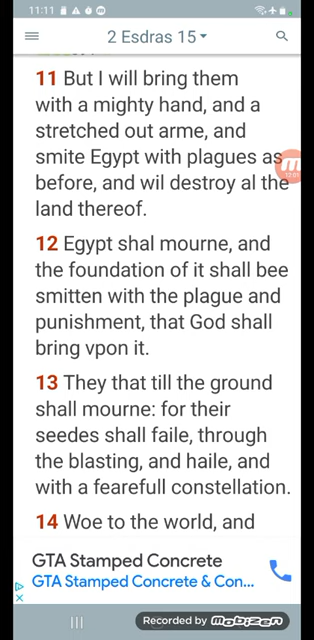 11:11
2 Esdras 15
11 But I will bring them
with a mighty hand, and a
stretched out arme, and
smite Egypt with plagues as
before, and wil destroy al the
land thereof.
12 Egypt shal mourne, and
the foundation of it shall bee
smitten with the plague and
punishment, that God shall
bring vpon it.
13 They that till the ground
shall mourne: for their
seedes shall faile, through
the blasting, and haile, and
with a fearefull constellation.
14 Woe to the world, and
GTA Stamped Concrete
GTA Stamped Concrete & Con...
Recorded by mobizen